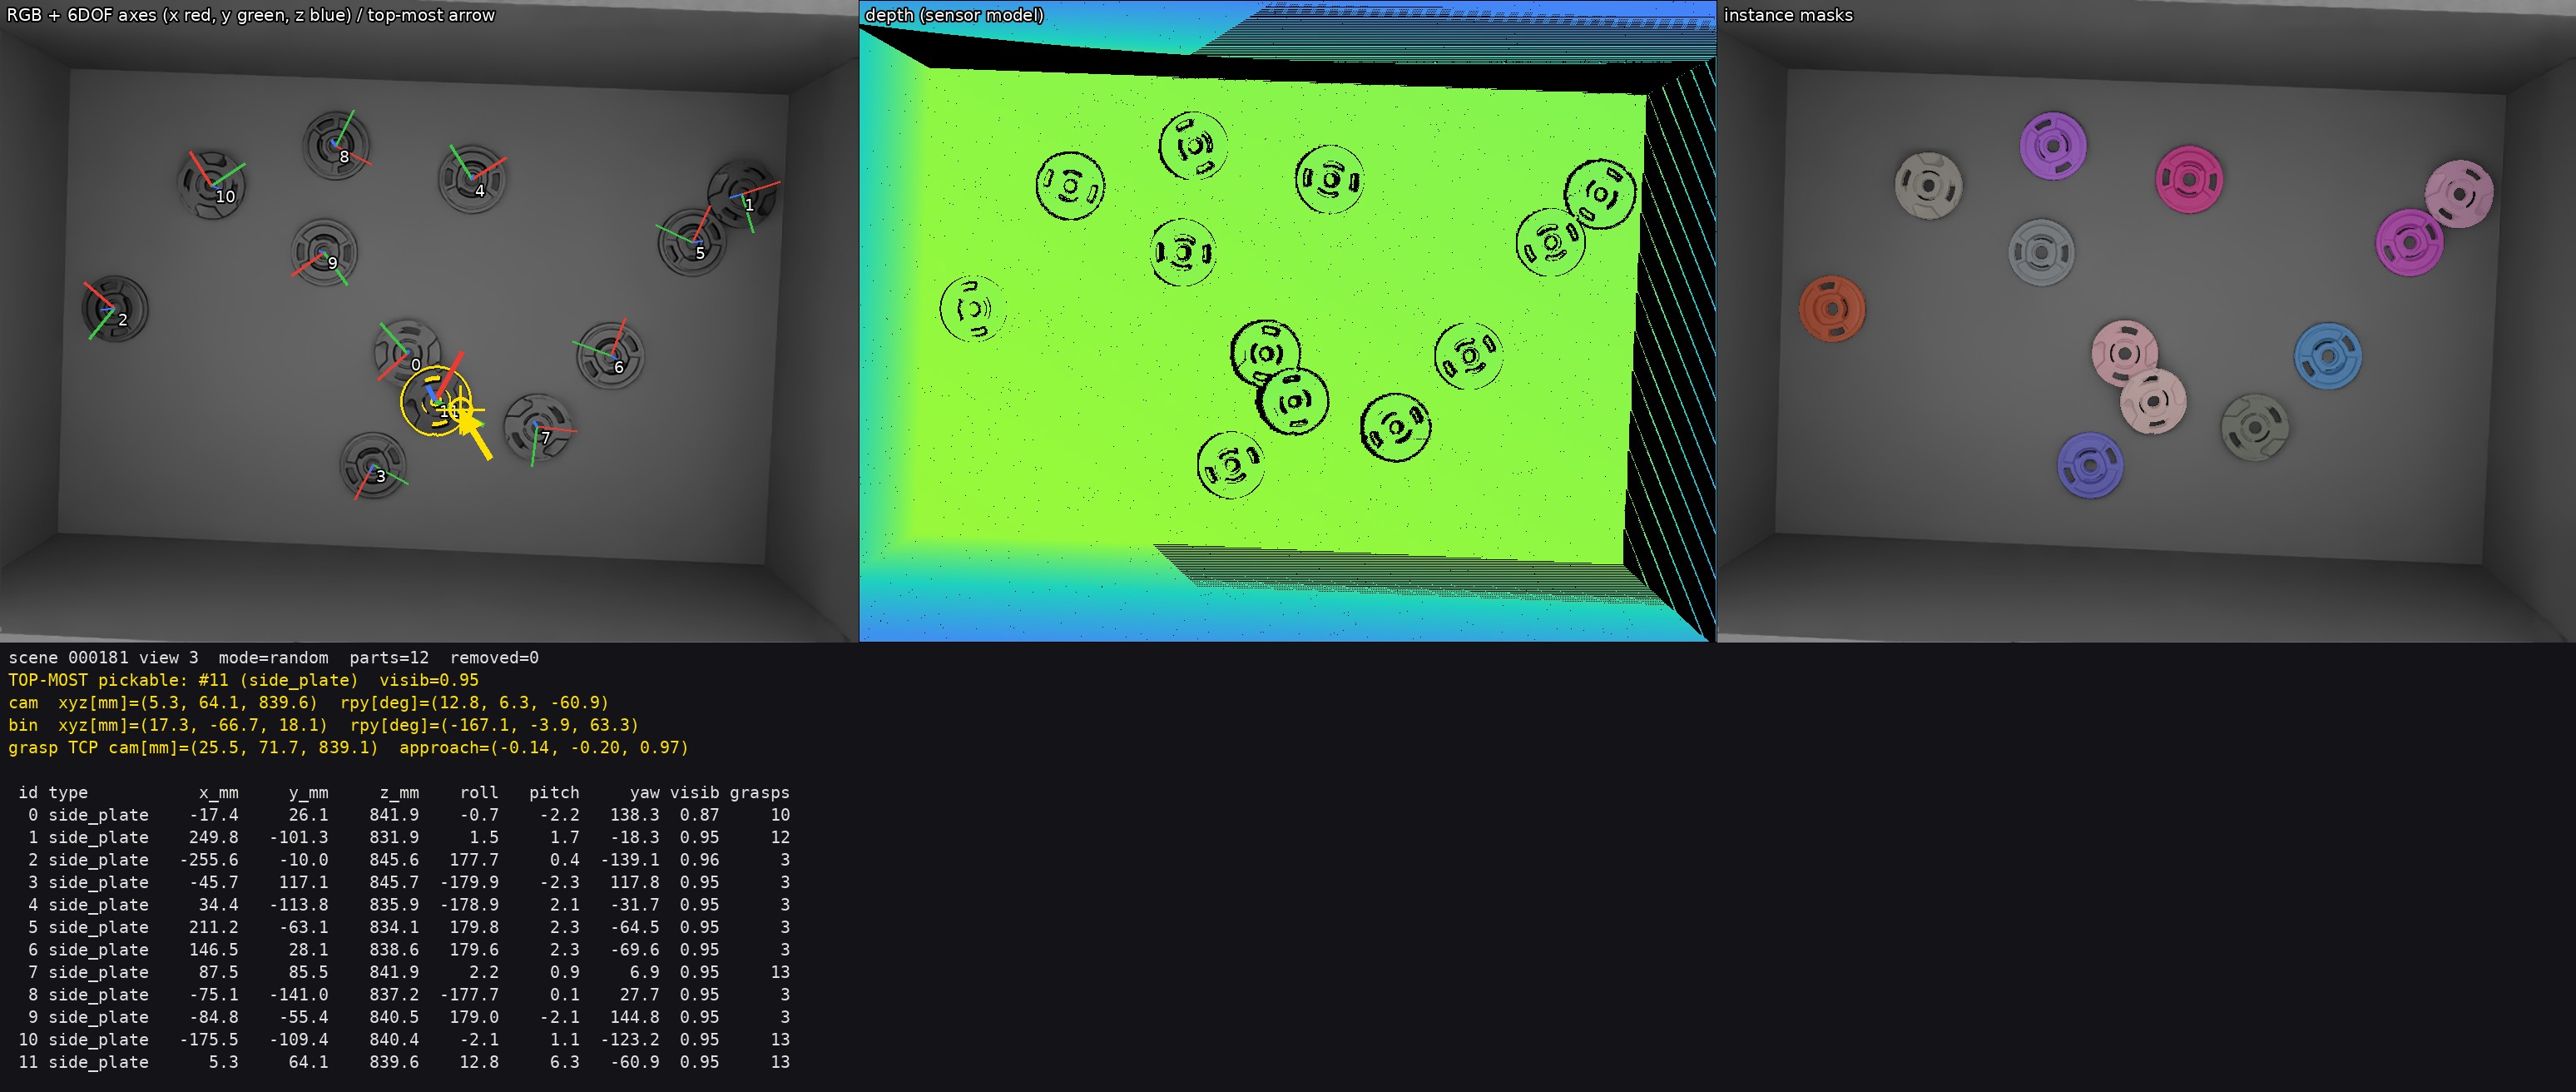 RGB + 6DOF axes (x red, y green, z blue) / top-most arrow
depth (sensor model)
instance masks
8
10
4
1
5
9
2
0
6
11
7
3
scene 000181 view 3  mode=random  parts=12  removed=0
TOP-MOST pickable: #11 (side_plate)  visib=0.95
cam  xyz[mm]=(5.3, 64.1, 839.6)  rpy[deg]=(12.8, 6.3, -60.9)
bin  xyz[mm]=(17.3, -66.7, 18.1)  rpy[deg]=(-167.1, -3.9, 63.3)
grasp TCP cam[mm]=(25.5, 71.7, 839.1)  approach=(-0.14, -0.20, 0.97)
id type x_mm y_mm z_mm roll pitch yaw visib grasps
0 side_plate -17.4 26.1 841.9 -0.7 -2.2 138.3 0.87 10
1 side_plate 249.8 -101.3 831.9 1.5 1.7 -18.3 0.95 12
2 side_plate -255.6 -10.0 845.6 177.7 0.4 -139.1 0.96 3
3 side_plate -45.7 117.1 845.7 -179.9 -2.3 117.8 0.95 3
4 side_plate 34.4 -113.8 835.9 -178.9 2.1 -31.7 0.95 3
5 side_plate 211.2 -63.1 834.1 179.8 2.3 -64.5 0.95 3
6 side_plate 146.5 28.1 838.6 179.6 2.3 -69.6 0.95 3
7 side_plate 87.5 85.5 841.9 2.2 0.9 6.9 0.95 13
8 side_plate -75.1 -141.0 837.2 -177.7 0.1 27.7 0.95 3
9 side_plate -84.8 -55.4 840.5 179.0 -2.1 144.8 0.95 3
10 side_plate -175.5 -109.4 840.4 -2.1 1.1 -123.2 0.95 13
11 side_plate 5.3 64.1 839.6 12.8 6.3 -60.9 0.95 13